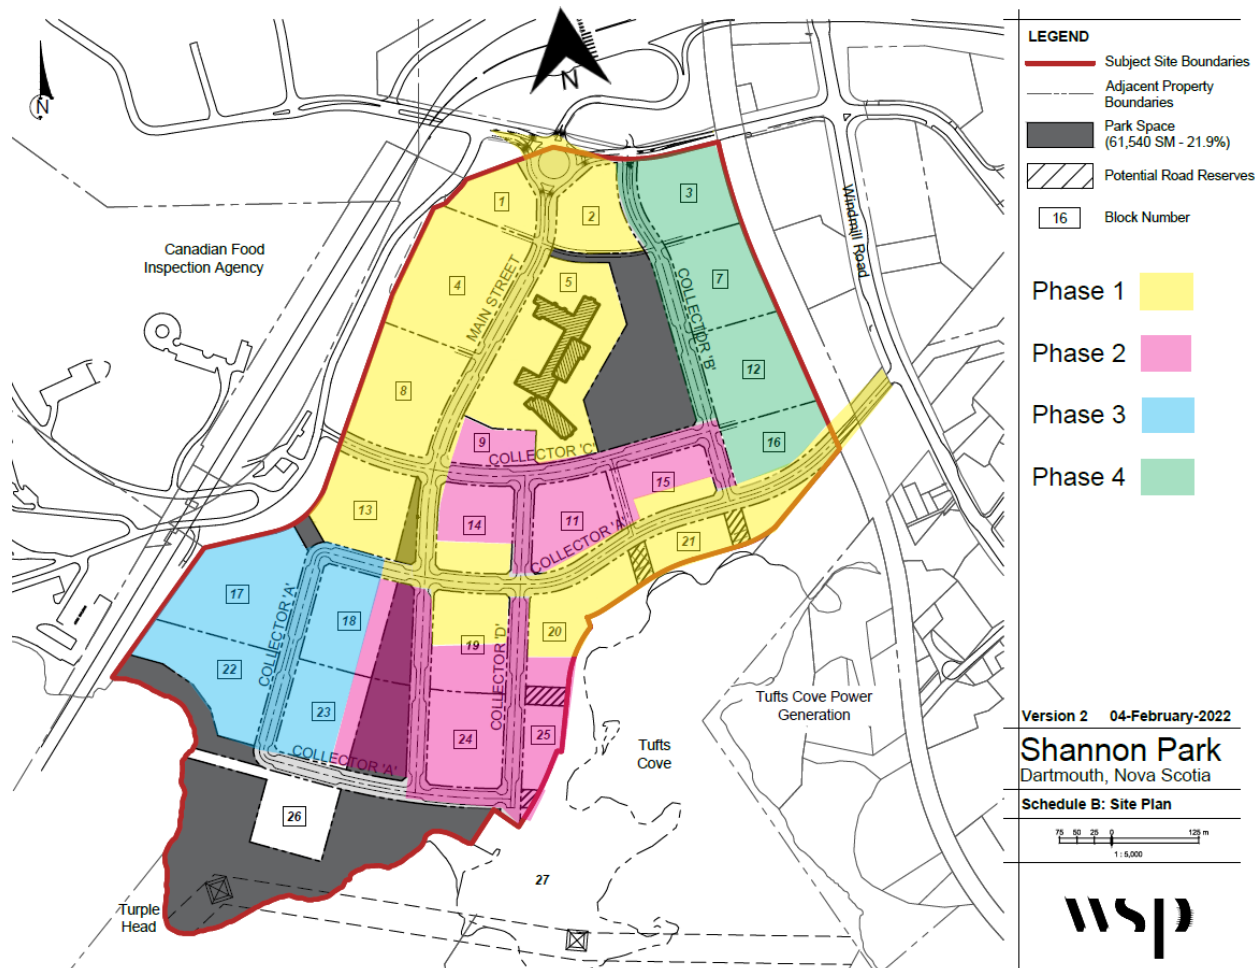 N
N
LEGEND
Subject Site Boundaries
Adjacent Property
Boundaries
Park Space
(61,540 SM - 21.9%)
Potential Road Reserves
16
Block Number
Phase 1
Phase 2
Phase 3
Phase 4
Canadian Food
Inspection Agency
Windmill Road
MAIN STREET
COLLECTOR 'B'
COLLECTOR 'C'
COLLECTOR 'A'
COLLECTOR 'A'
COLLECTOR 'D'
COLLECTOR 'A'
1
2
3
4
5
7
8
12
9
16
15
13
14
11
21
17
18
19
20
22
23
24
25
26
27
Tufts Cove Power
Generation
Tufts
Cove
Turple
Head
Version 2 04-February-2022
Shannon Park
Dartmouth, Nova Scotia
Schedule B: Site Plan
75 50 25 0 125 m
1 : 5,000
wsp